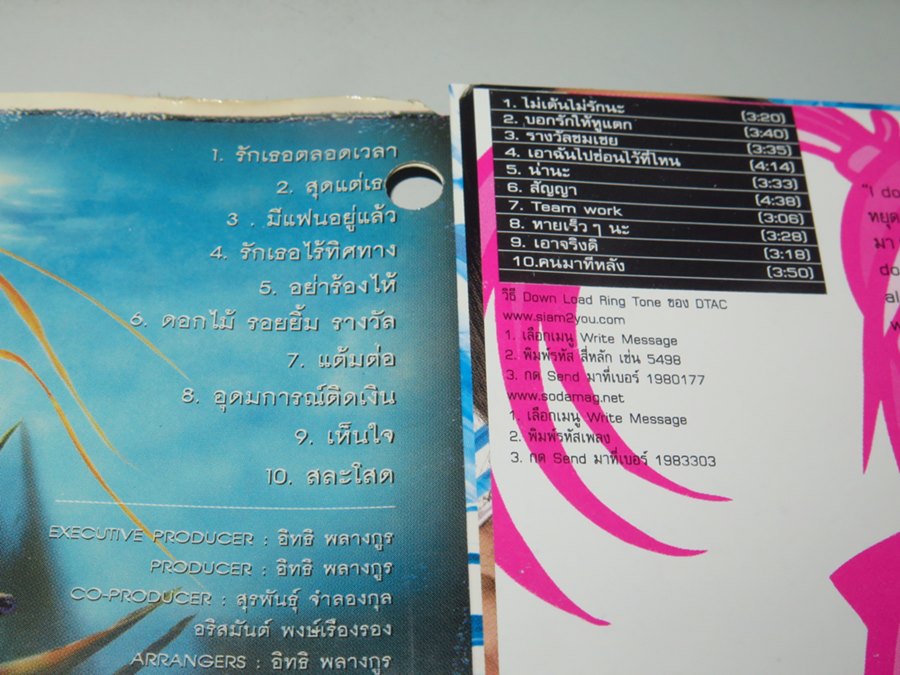 1. รักเธอตลอดเวลา
2. สุดแต่เธอ
3 . มีแฟนอยู่แล้ว
4. รักเธอไร้ทิศทาง
5. อย่าร้องไห้
6. ดอกไม้ รอยยิ้ม รางวัล
7. แต้มต่อ
8. อุดมการณ์ติดเงิน
9. เห็นใจ
10. สละโสด
EXECUTIVE PRODUCER : อิทธิ พลางกูร
PRODUCER : อิทธิ พลางกูร
CO-PRODUCER : สุรพันธุ์ จำลองกุล
อริสมันต์ พงษ์เรืองรอง
ARRANGERS : อิทธิ พลางกูร
1. ไม่เต้นไม่รักนะ (3:20)
2. บอกรักให้หูแตก (3:40)
3. รางวัลชมเชย (3:35)
4. เอาฉันไปซ่อนไว้ที่ไหน (4:14)
5. น่านะ (3:33)
6. สัญญา (4:38)
7. Team work (3:06)
8. หายเร็ว ๆ นะ (3:28)
9. เอาจริงดิ (3:18)
10.คนมาทีหลัง (3:50)
วิธี Down Load Ring Tone ของ DTAC
www.siam2you.com
1. เลือกเมนู Write Message
2. พิมพ์รหัส สี่หลัก เช่น 5498
3. กด Send มาที่เบอร์ 1980177
www.sodamag.net
1. เลือกเมนู Write Message
2. พิมพ์รหัสเพลง
3. กด Send มาที่เบอร์ 1983303
"I do
หยุด
มา
do
al
w